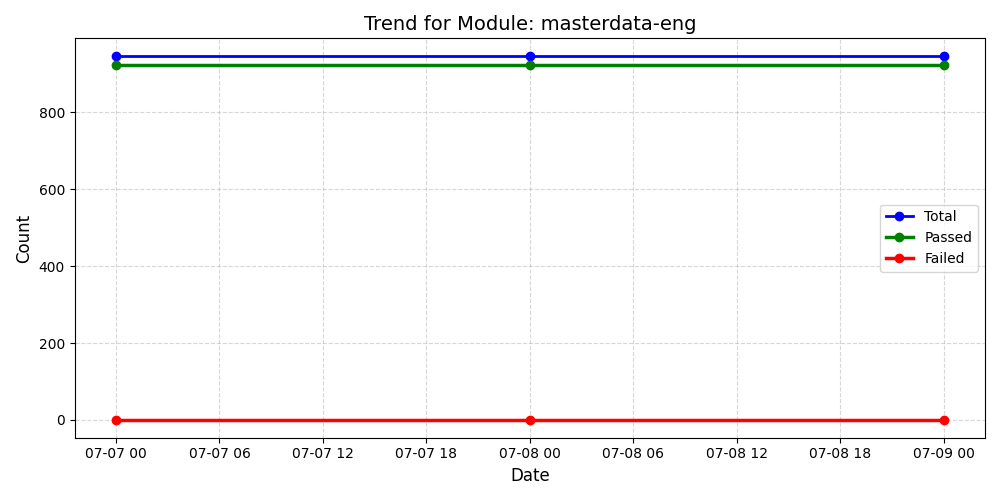 Trend for Module: masterdata-eng
Count
800
600
400
200
0
Total
Passed
Failed
07-07 00 07-07 06 07-07 12 07-07 18 07-08 00 07-08 06 07-08 12 07-08 18 07-09 00
Date